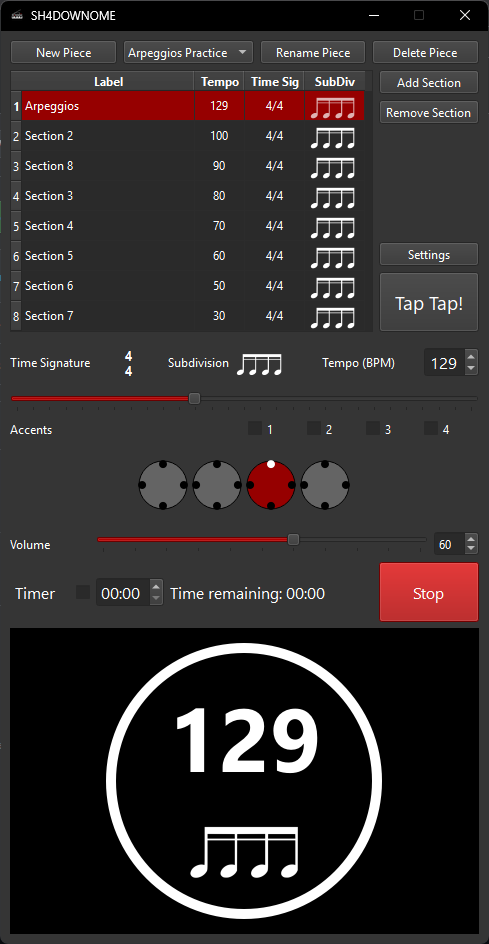 SH4DOWNOME
New Piece Arpeggios Practice Rename Piece Delete Piece
Label Tempo Time Sig SubDiv
1 Arpeggios 129 4/4
2 Section 2 100 4/4
3 Section 8 90 4/4
4 Section 3 80 4/4
5 Section 4 70 4/4
6 Section 5 60 4/4
7 Section 6 50 4/4
8 Section 7 30 4/4
Add Section
Remove Section
Settings
Tap Tap!
Time Signature 4 4 Subdivision Tempo (BPM) 129
Accents 1 2 3 4
Volume 60
Timer 00:00 Time remaining: 00:00 Stop
129